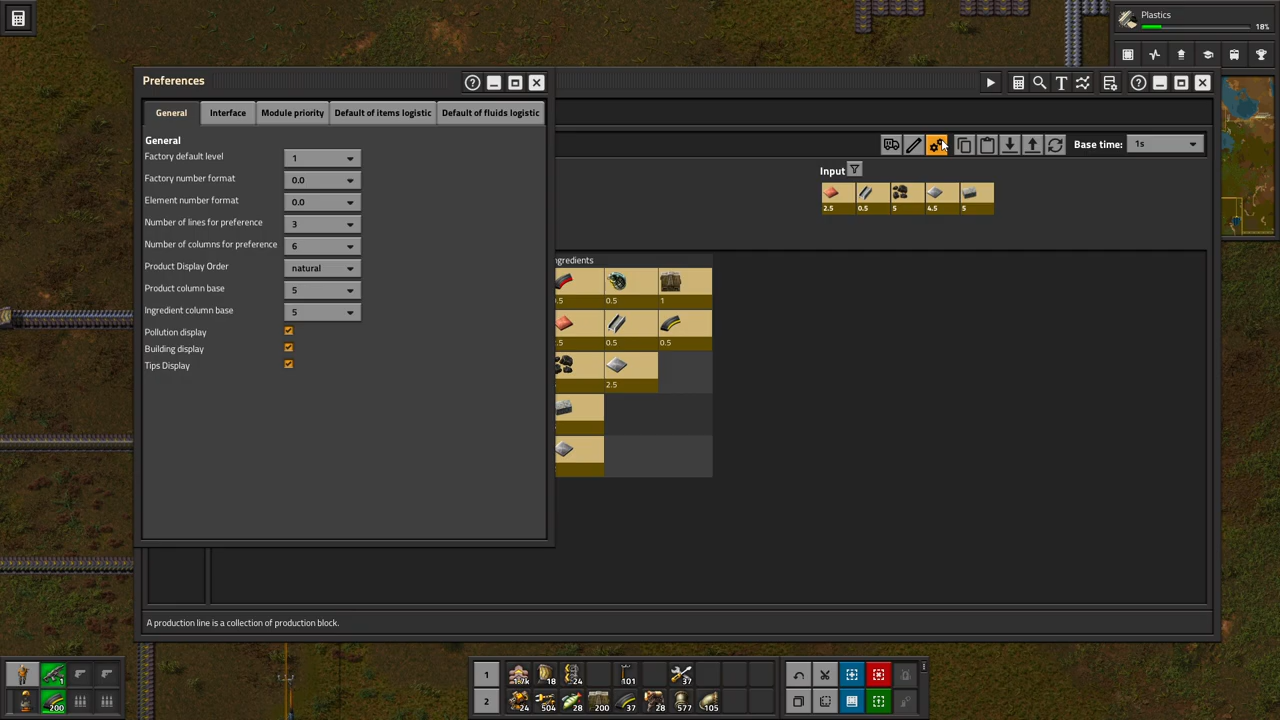 Plastics
18%
Preferences
General Interface Module priority Default of items logistic Default of fluids logistic
Base time: 1s
General
Factory default level 1
Factory number format 0.0
Element number format 0.0
Number of lines for preference 3
Number of columns for preference 6
Product Display Order natural
Product column base 5
Ingredient column base 5
Pollution display
Building display
Tips Display
Input
2.5 0.5 5 4.5 5
ngredients
.5 0.5 1
.5 0.5 0.5
2.5
A production line is a collection of production block.
1
200
1 24 101 37
2 24 504 28 200 37 28 577 105